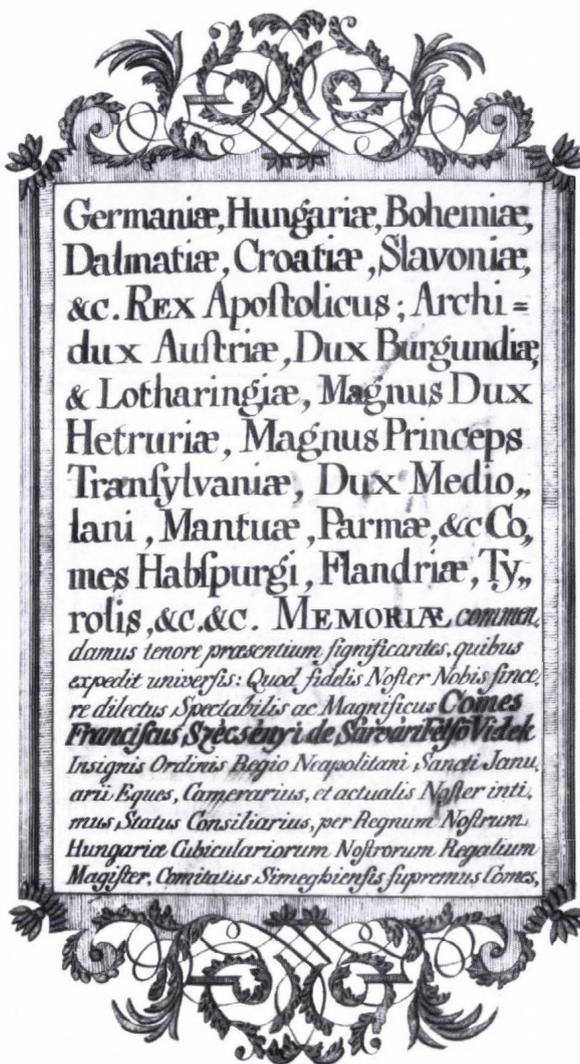 Germaniæ, Hungariæ, Bohemiæ,
Dalmatiæ, Croatiæ, Slavoniæ,
&c. REX Apoſtolicus; Archi=
dux Auſtriæ, Dux Burgundiæ,
& Lotharingiæ, Magnus Dux
Hetruriæ, Magnus Princeps
Tranſylvaniæ, Dux Medio„
lani, Mantuæ, Parmæ, &c Co„
mes Habſpurgi, Flandriæ, Ty„
rolis, &c. &c. MEMORIÆ commen„
damus tenore præsentium ſignificantes, quibus
expedit univerſis: Quod fidelis Noſter Nobis ſince„
re dilectus Spectabilis ac Magnificus Comes
Franciſcus Szècsényi de Sárvári Felſó Vidék
Insignis Ordinis Regio Neapolitani Sancti Janu„
arii Eques, Camerarius, et actualis Noſter inti„
mus Status Conſiliarius, per Regnum Noſtrum
Hungariæ Cubiculariorum Noſtrorum Regalium
Magiſter, Comitatus Simeghienſis ſupremus Comes,